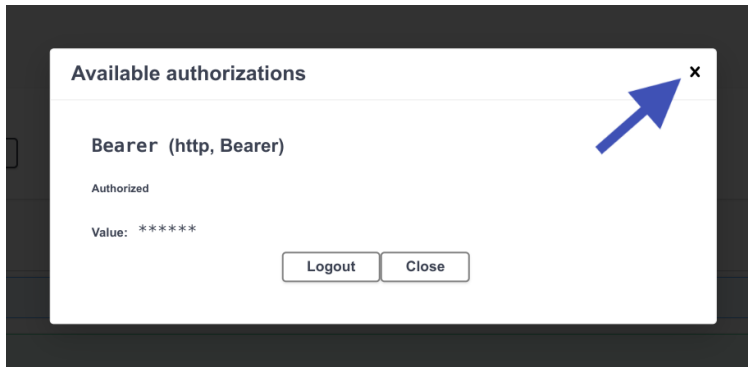 Available authorizations
x
Bearer (http, Bearer)
Authorized
Value: ******
Logout Close